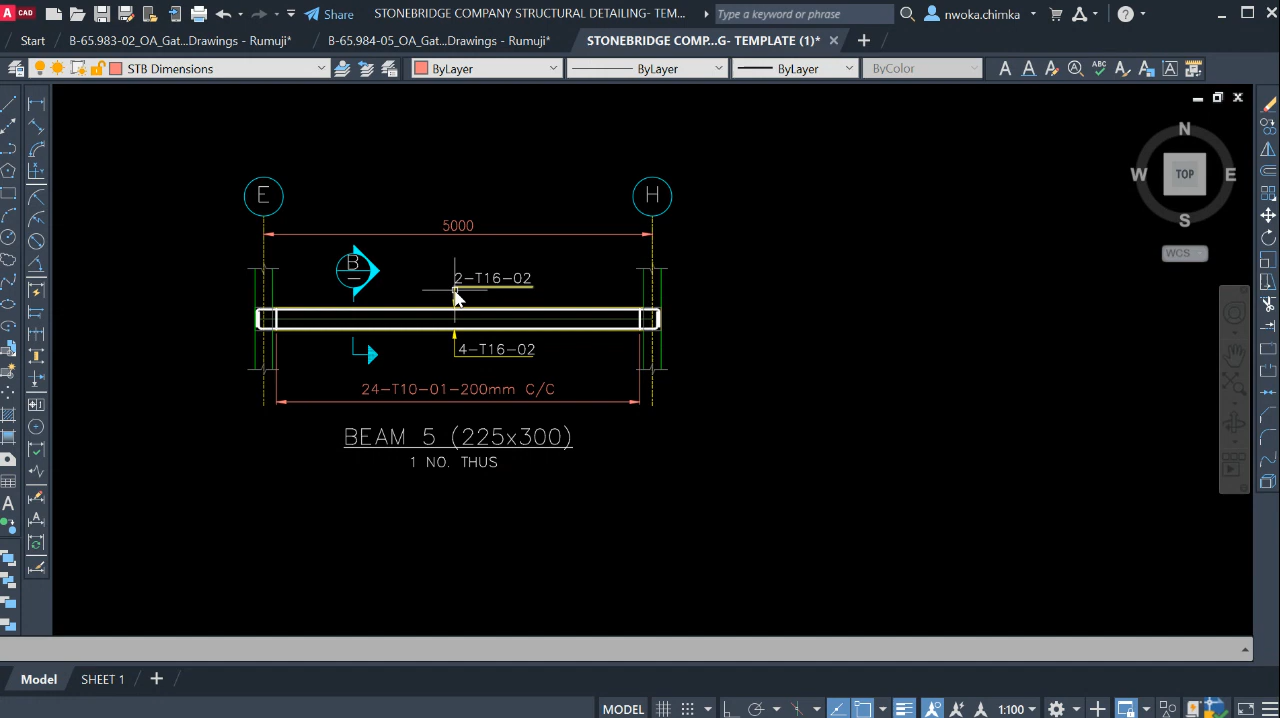 CAD
Share
STONEBRIDGE COMPANY STRUCTURAL DETAILING- TEM...
Type a keyword or phrase
nwoka.chimka
Start
B-65.983-02_OA_Gat...Drawings - Rumuji*
B-65.984-05_OA_Gat...Drawings - Rumuji*
STONEBRIDGE COMP...G- TEMPLATE (1)*
STB Dimensions
ByLayer
ByLayer
ByLayer
ByColor
N
W
TOP
E
S
WCS
E
H
5000
B
2-T16-02
4-T16-02
24-T10-01-200mm C/C
BEAM 5 (225x300)
1 NO. THUS
Model
SHEET 1
MODEL
1:100